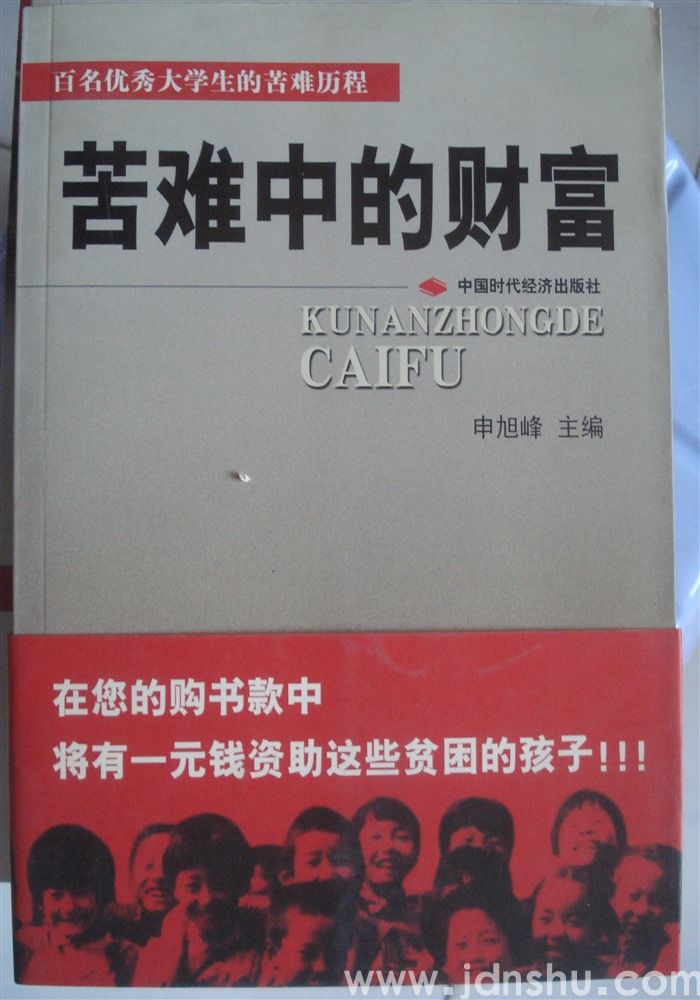 百名优秀大学生的苦难历程
苦难中的财富
中国时代经济出版社
KUNANZHONGDE
CAIFU
申旭峰 主编
在您的购书款中
将有一元钱资助这些贫困的孩子!!!
www.jdnshu.com